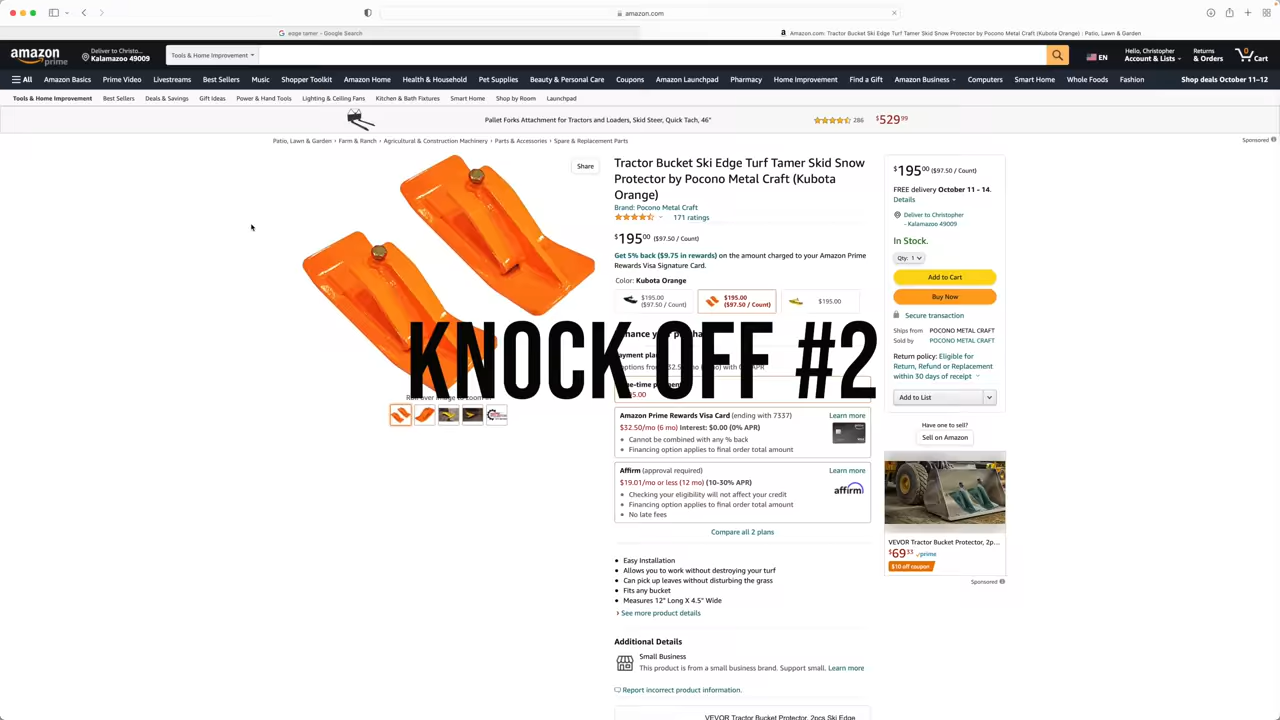 amazon.com
edge tamer - Google Search
Amazon.com: Tractor Bucket Ski Edge Turf Tamer Skid Snow Protector by Pocono Metal Craft (Kubota Orange) : Patio, Lawn & Garden
amazon prime
Deliver to Christo...
Kalamazoo 49009
Tools & Home Improvement
EN
Hello, Christopher
Account & Lists
Returns
& Orders
0
Cart
All Amazon Basics Prime Video Livestreams Best Sellers Music Shopper Toolkit Amazon Home Health & Household Pet Supplies Beauty & Personal Care Coupons Amazon Launchpad Pharmacy Home Improvement Find a Gift Amazon Business Computers Smart Home Whole Foods Fashion Shop deals October 11–12
Tools & Home Improvement Best Sellers Deals & Savings Gift Ideas Power & Hand Tools Lighting & Ceiling Fans Kitchen & Bath Fixtures Smart Home Shop by Room Launchpad
Pallet Forks Attachment for Tractors and Loaders, Skid Steer, Quick Tach, 46" 286 $529.99
Sponsored
Patio, Lawn & Garden › Farm & Ranch › Agricultural & Construction Machinery › Parts & Accessories › Spare & Replacement Parts
Share
Tractor Bucket Ski Edge Turf Tamer Skid Snow
Protector by Pocono Metal Craft (Kubota
Orange)
Brand: Pocono Metal Craft
171 ratings
$195.00 ($97.50 / Count)
Get 5% back ($9.75 in rewards) on the amount charged to your Amazon Prime
Rewards Visa Signature Card.
Color: Kubota Orange
$195.00
($97.50 / Count)
$195.00
($97.50 / Count)
$195.00
KNOCK OFF #2
Amazon Prime Rewards Visa Card (ending with 7337) Learn more
$32.50/mo (6 mo) Interest: $0.00 (0% APR)
Cannot be combined with any % back
Financing option applies to final order total amount
Affirm (approval required) Learn more
$19.01/mo or less (12 mo) (10-30% APR)
affirm
Checking your eligibility will not affect your credit
Financing option applies to final order total amount
No late fees
Compare all 2 plans
Easy Installation
Allows you to work without destroying your turf
Can pick up leaves without disturbing the grass
Fits any bucket
Measures 12" Long X 4.5" Wide
› See more product details
Additional Details
Small Business
This product is from a small business brand. Support small. Learn more
Report incorrect product information.
VEVOR Tractor Bucket Protector, 2pcs Ski Edge
$195.00 ($97.50 / Count)
FREE delivery October 11 - 14.
Details
Deliver to Christopher
- Kalamazoo 49009
In Stock.
Qty: 1
Add to Cart
Buy Now
Secure transaction
Ships from POCONO METAL CRAFT
Sold by POCONO METAL CRAFT
Return policy: Eligible for
Return, Refund or Replacement
within 30 days of receipt
Add to List
Have one to sell?
Sell on Amazon
VEVOR Tractor Bucket Protector, 2p...
$69.33 prime
$10 off coupon
Sponsored